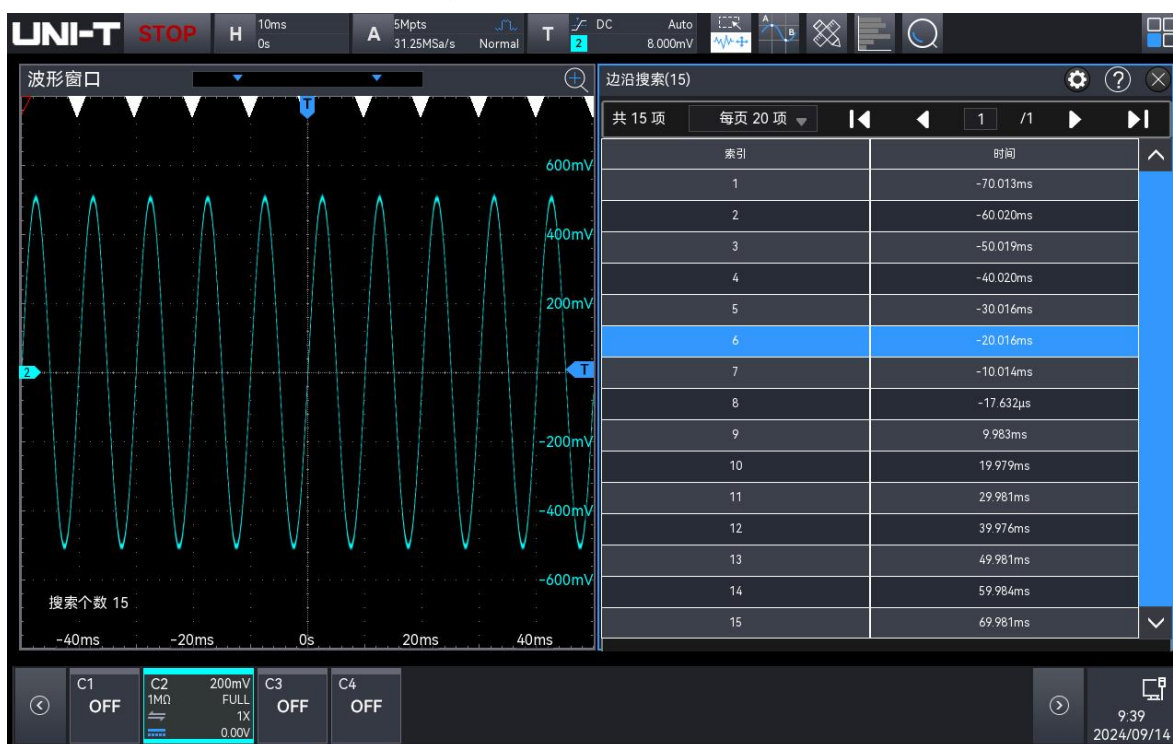 UNI-T STOP H 10ms 0s A 5Mpts 31.25MSa/s Normal T 2 DC Auto 8.000mV A B
波形窗口
T
600mV
400mV
200mV
2 T
-200mV
-400mV
-600mV
搜索个数 15
-40ms -20ms 0s 20ms 40ms
边沿搜索(15) ?
共 15 项 每页 20 项 1 /1
索引 时间
1 -70.013ms
2 -60.020ms
3 -50.019ms
4 -40.020ms
5 -30.016ms
6 -20.016ms
7 -10.014ms
8 -17.632μs
9 9.983ms
10 19.979ms
11 29.981ms
12 39.976ms
13 49.981ms
14 59.984ms
15 69.981ms
C1 OFF
C2 200mV
1MΩ FULL
1X
0.00V
C3 OFF
C4 OFF
9:39
2024/09/14